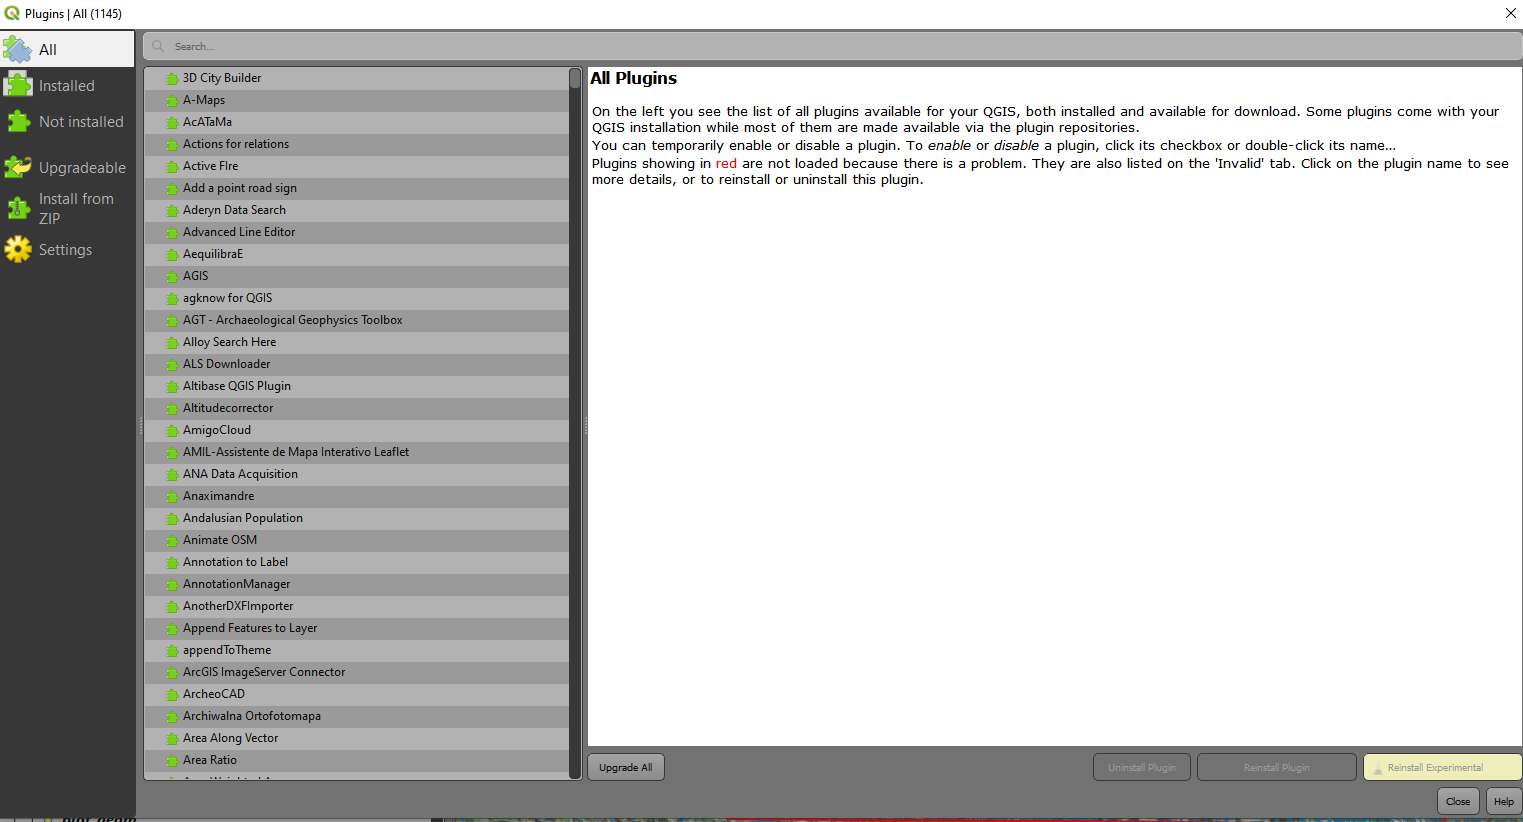 Plugins | All (1145)
All
Installed
Not installed
Upgradeable
Install from
ZIP
Settings
Search...
3D City Builder
A-Maps
AcATaMa
Actions for relations
Active FIre
Add a point road sign
Aderyn Data Search
Advanced Line Editor
AequilibraE
AGIS
agknow for QGIS
AGT - Archaeological Geophysics Toolbox
Alloy Search Here
ALS Downloader
Altibase QGIS Plugin
Altitudecorrector
AmigoCloud
AMIL-Assistente de Mapa Interativo Leaflet
ANA Data Acquisition
Anaximandre
Andalusian Population
Animate OSM
Annotation to Label
AnnotationManager
AnotherDXFImporter
Append Features to Layer
appendToTheme
ArcGIS ImageServer Connector
ArcheoCAD
Archiwalna Ortofotomapa
Area Along Vector
Area Ratio
All Plugins
On the left you see the list of all plugins available for your QGIS, both installed and available for download. Some plugins come with your
QGIS installation while most of them are made available via the plugin repositories.
You can temporarily enable or disable a plugin. To enable or disable a plugin, click its checkbox or double-click its name...
Plugins showing in red are not loaded because there is a problem. They are also listed on the 'Invalid' tab. Click on the plugin name to see
more details, or to reinstall or uninstall this plugin.
Upgrade All
Uninstall Plugin
Reinstall Plugin
Reinstall Experimental
Close
Help